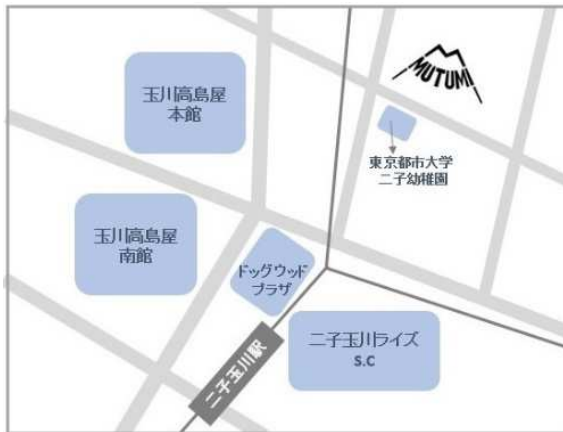 MUTUMI
玉川高島屋
本館
東京都市大学
二子幼稚園
玉川高島屋
南館
ドッグウッド
プラザ
二子玉川ライズ
S.C
二子玉川駅